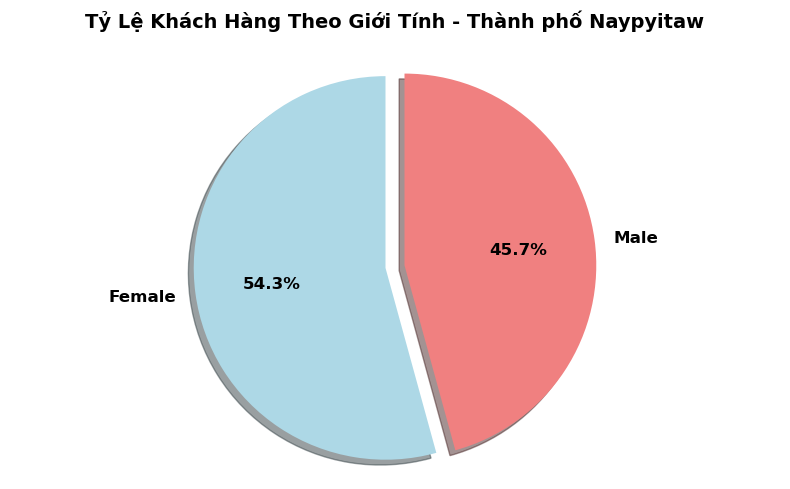 Tỷ Lệ Khách Hàng Theo Giới Tính - Thành phố Naypyitaw
45.7%
Male
54.3%
Female